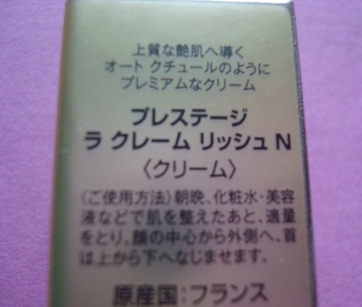 上質な艶肌へ導く
オート クチュールのように
プレミアムなクリーム
プレステージ
ラ クレーム リッシュ N
〈クリーム〉
〈ご使用方法〉朝晩、化粧水・美容
液などで肌を整えたあと、適量
をとり、顔の中心から外側へ、首
は上から下へなじませます。
原産国：フランス